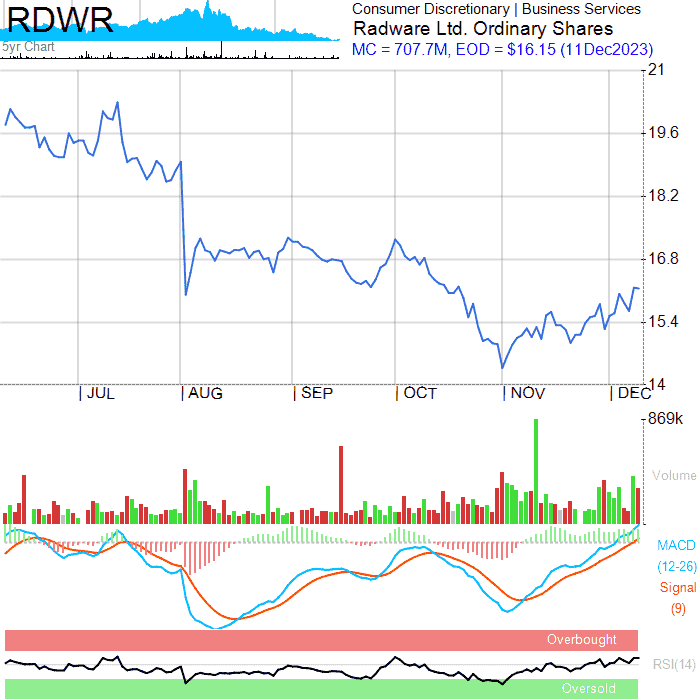 RDWR
5yr Chart
Consumer Discretionary | Business Services
Radware Ltd. Ordinary Shares
MC = 707.7M, EOD = $16.15 (11Dec2023)
21
19.6
18.2
16.8
15.4
14
| JUL
| AUG
| SEP
| OCT
| NOV
| DEC
869k
Volume
MACD
(12-26)
Signal
(9)
Overbought
RSI(14)
Oversold